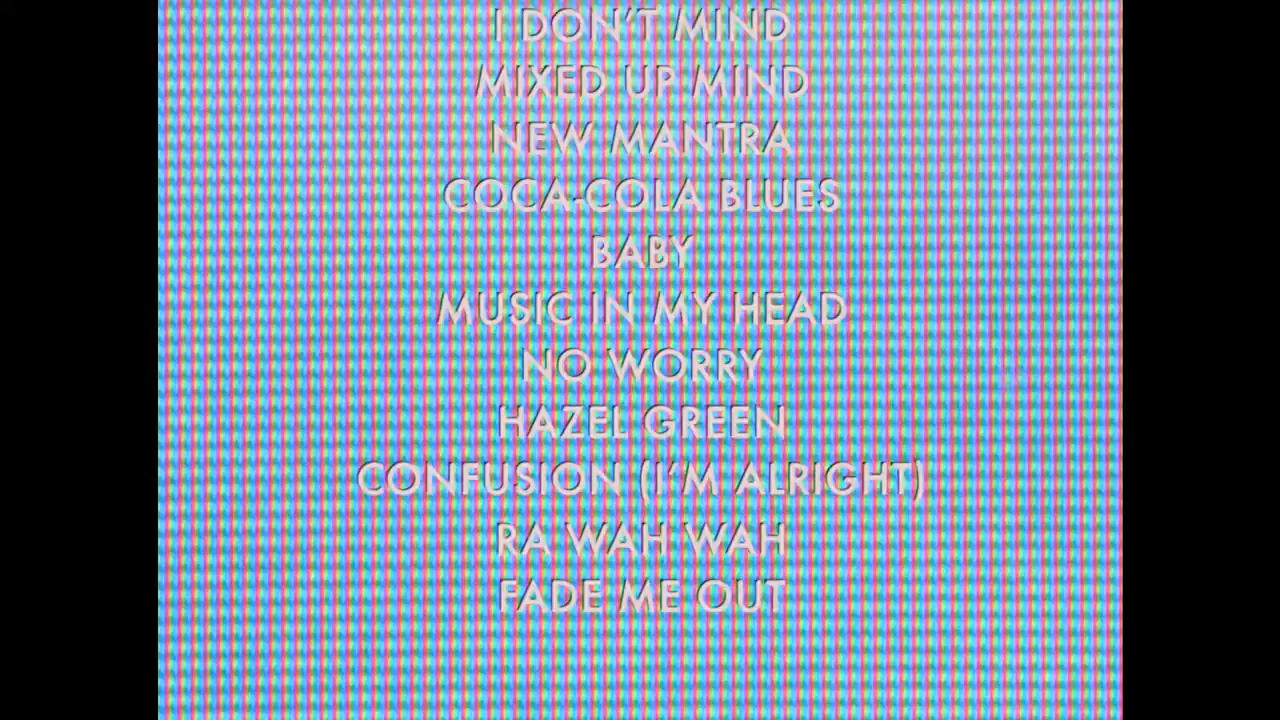 I DON'T MIND
MIXED UP MIND
NEW MANTRA
COCA-COLA BLUES
BABY
MUSIC IN MY HEAD
NO WORRY
HAZEL GREEN
CONFUSION (I'M ALRIGHT)
RA WAH WAH
FADE ME OUT